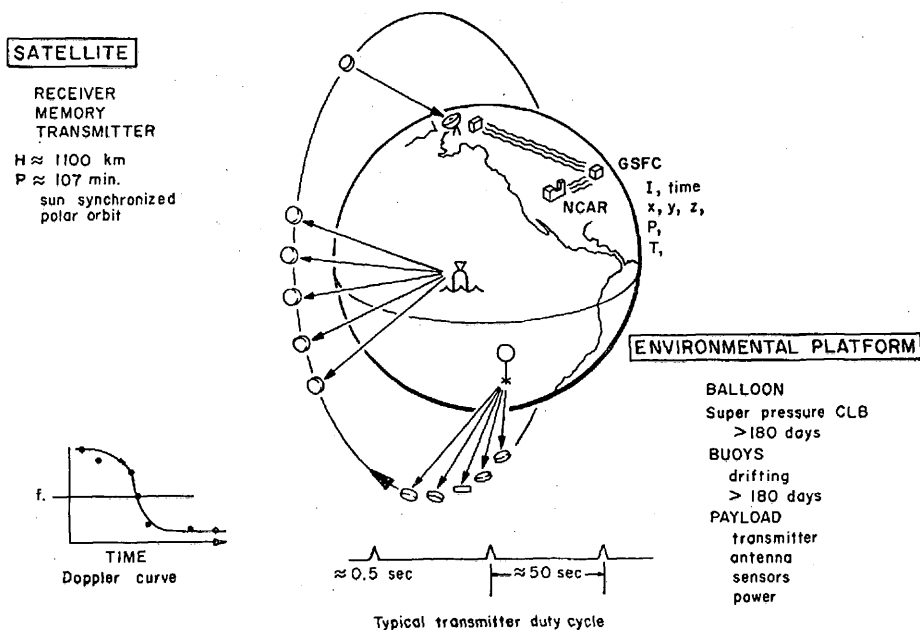 SATELLITE
RECEIVER
MEMORY
TRANSMITTER
H ≈ 1100 km
P ≈ 107 min.
sun synchronized
polar orbit
GSFC
I, time
x, y, z,
P,
T,
NCAR
ENVIRONMENTAL PLATFORM
BALLOON
Super pressure CLB
> 180 days
BUOYS
drifting
> 180 days
PAYLOAD
transmitter
antenna
sensors
power
f.
TIME
Doppler curve
≈ 0.5 sec
≈ 50 sec
Typical transmitter duty cycle